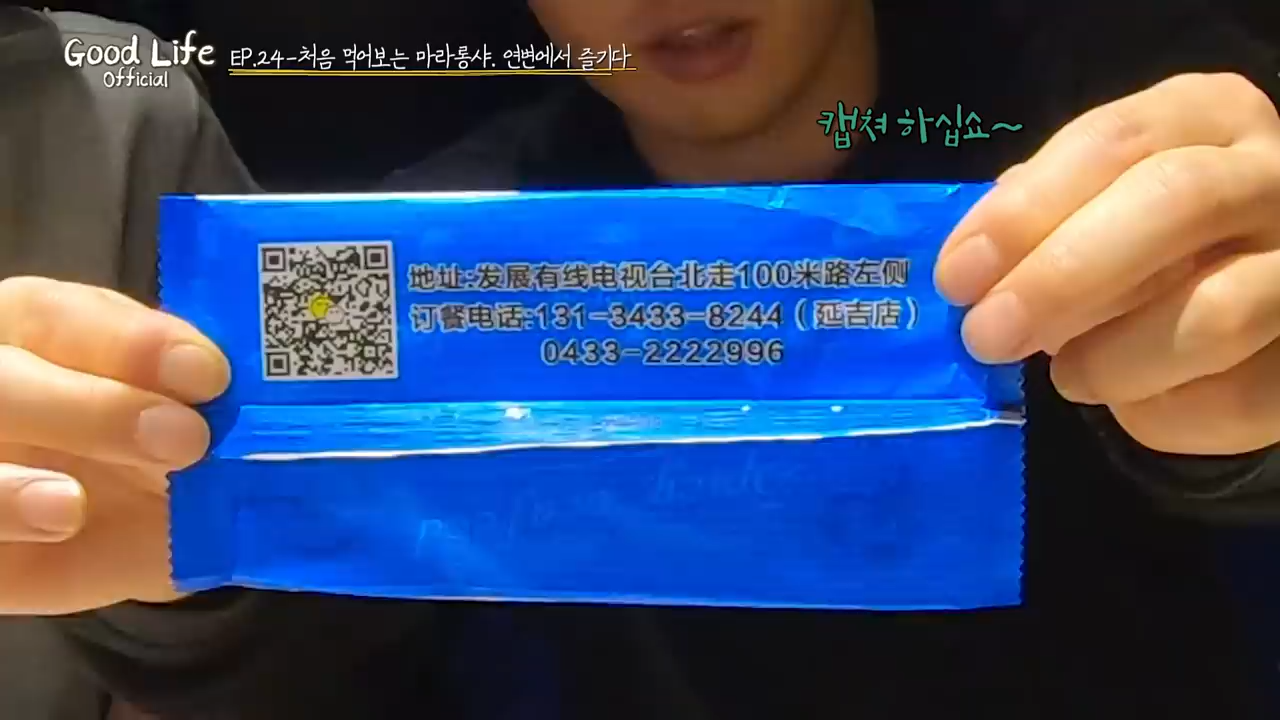 Good Life
Official
EP.24-처음 먹어보는 마라롱샤. 연변에서 즐기다
캡쳐 하십쇼~
地址:发展有线电视台北走100米路左侧
订餐电话:131-3433-8244(延吉店)
0433-2222996